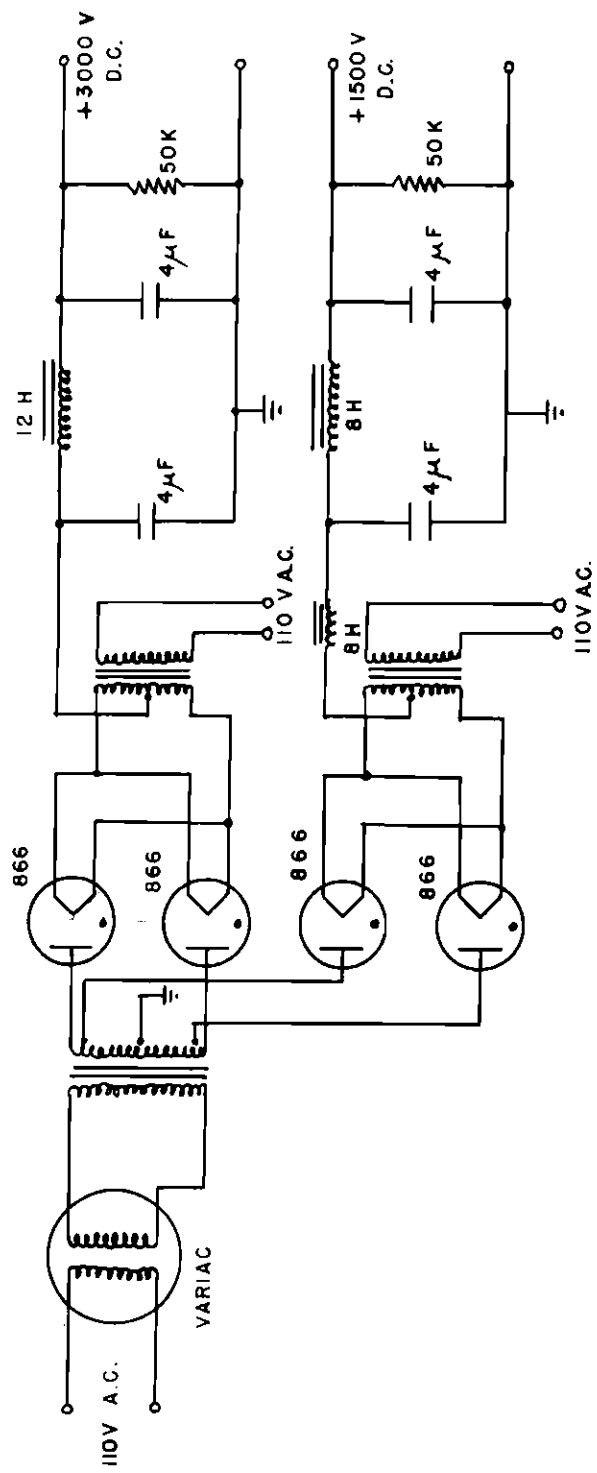 110V A.C.
VARIAC
866
866
110 V A.C.
12 H
4µF
4µF
50K
+3000 V
D.C.
866
866
8H
110V A.C.
8H
4µF
4µF
50K
+1500 V
D.C.